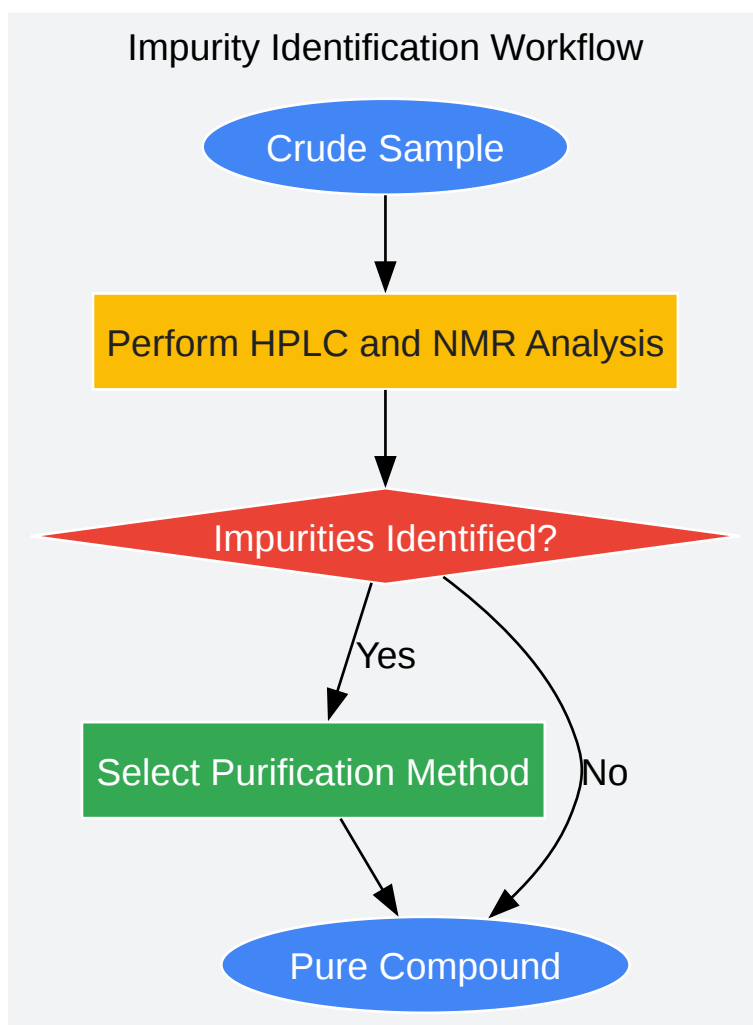 Impurity Identification Workflow
Crude Sample
Perform HPLC and NMR Analysis
Impurities Identified?
Yes
Select Purification Method
No
Pure Compound